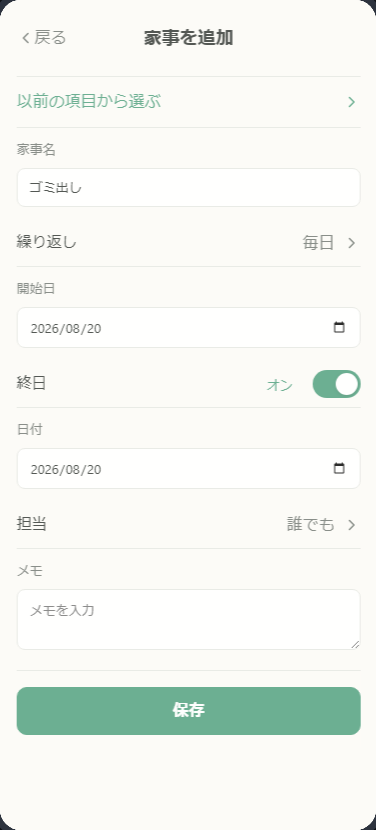 戻る
家事を追加
以前の項目から選ぶ
家事名
ゴミ出し
繰り返し 毎日
開始日
2026/08/20
終日 オン
日付
2026/08/20
担当 誰でも
メモ
メモを入力
保存